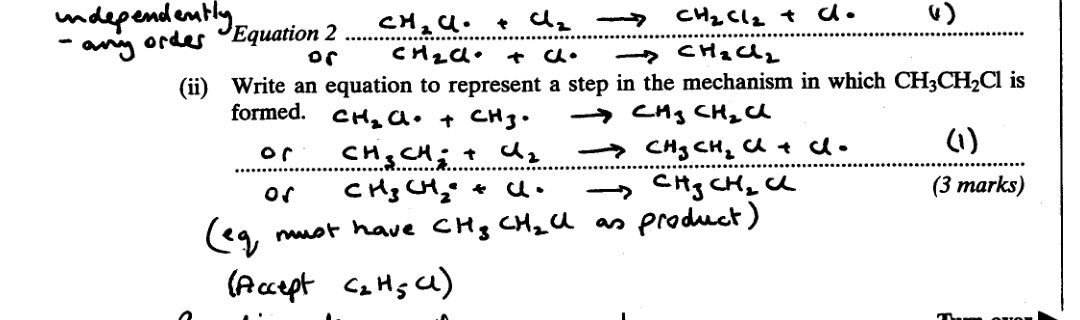 independently
- any order
Equation 2 CH₂Cl• + Cl₂ → CH₂Cl₂ + Cl• (1)
or CH₂Cl• + Cl• → CH₂Cl₂
(ii) Write an equation to represent a step in the mechanism in which CH₃CH₂Cl is
formed. CH₂Cl• + CH₃• → CH₃CH₂Cl
or CH₃CH₂• + Cl₂ → CH₃CH₂Cl + Cl• (1)
or CH₃CH₂• + Cl• → CH₃CH₂Cl (3 marks)
(eq must have CH₃CH₂Cl as product)
(Accept C₂H₅Cl)